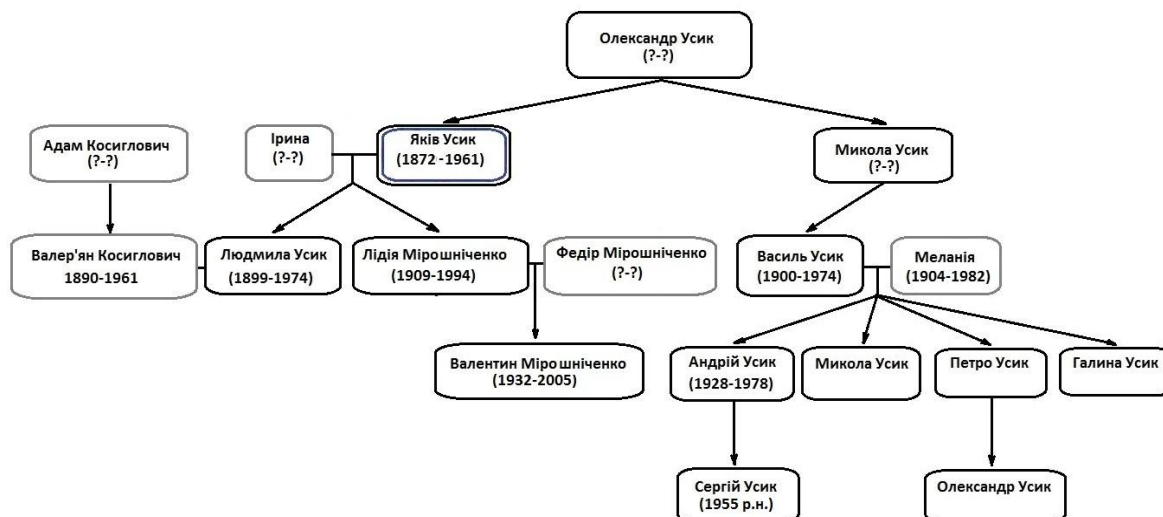 Олександр Усик
(?-?)
Адам Косиглович
(?-?)
Ірина
(?-?)
Яків Усик
(1872-1961)
Микола Усик
(?-?)
Валер'ян Косиглович
1890-1961
Людмила Усик
(1899-1974)
Лідія Мірошніченко
(1909-1994)
Федір Мірошніченко
(?-?)
Василь Усик
(1900-1974)
Меланія
(1904-1982)
Валентин Мірошніченко
(1932-2005)
Андрій Усик
(1928-1978)
Микола Усик
Петро Усик
Галина Усик
Сергій Усик
(1955 р.н.)
Олександр Усик